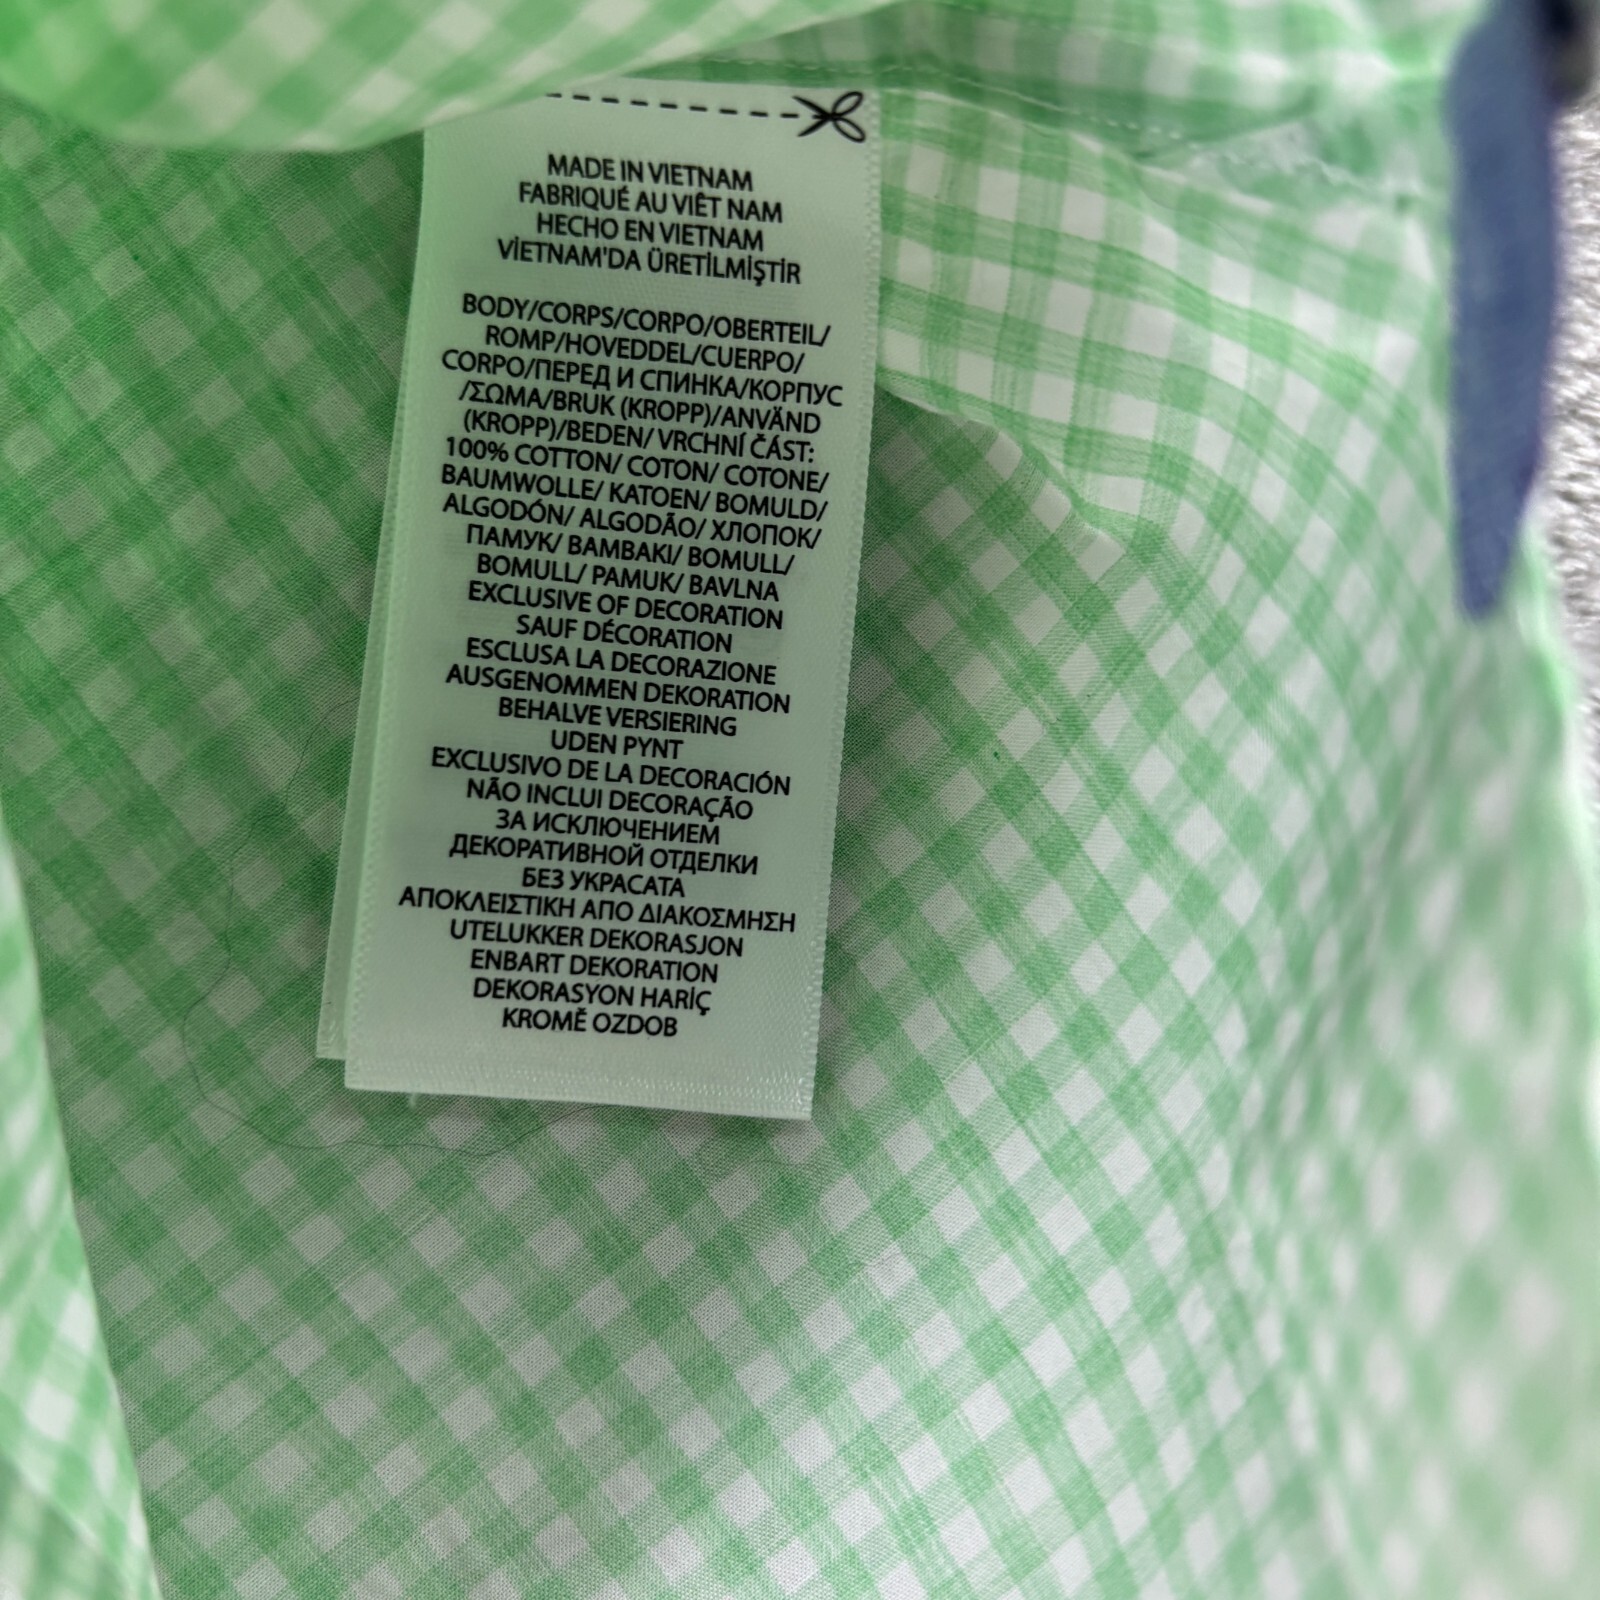 MADE IN VIETNAM
FABRIQUÉ AU VIÊT NAM
HECHO EN VIETNAM
VİETNAM'DA ÜRETİLMİŞTİR
BODY/CORPS/CORPO/OBERTEIL/
ROMP/HOVEDDEL/CUERPO/
CORPO/ПЕРЕД И СПИНКА/КОРПУС
/ΣΩΜΑ/BRUK (KROPP)/ANVÄND
(KROPP)/BEDEN/ VRCHNÍ ČÁST:
100% COTTON/ COTON/ COTONE/
BAUMWOLLE/ KATOEN/ BOMULD/
ALGODÓN/ ALGODÃO/ ХЛОПОК/
ПАМУК/ BAMBAKI/ BOMULL/
BOMULL/ PAMUK/ BAVLNA
EXCLUSIVE OF DECORATION
SAUF DÉCORATION
ESCLUSA LA DECORAZIONE
AUSGENOMMEN DEKORATION
BEHALVE VERSIERING
UDEN PYNT
EXCLUSIVO DE LA DECORACIÓN
NÃO INCLUI DECORAÇÃO
ЗА ИСКЛЮЧЕНИЕМ
ДЕКОРАТИВНОЙ ОТДЕЛКИ
БЕЗ УКРАСАТА
ΑΠΟΚΛΕΙΣΤΙΚΗ ΑΠΟ ΔΙΑΚΟΣΜΗΣΗ
UTELUKKER DEKORASJON
ENBART DEKORATION
DEKORASYON HARİÇ
KROMĚ OZDOB